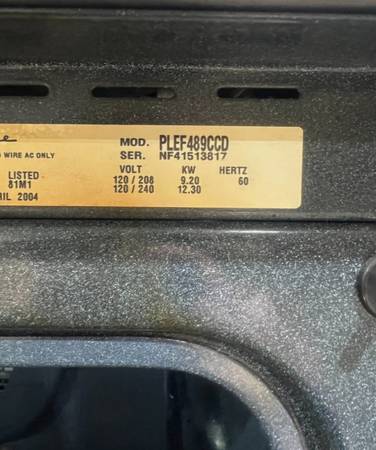 MOD. PLEF489CCD
WIRE AC ONLY SER. NF41513817
VOLT KW HERTZ
LISTED 120 / 208 9.20 60
81M1 120 / 240 12.30
2004